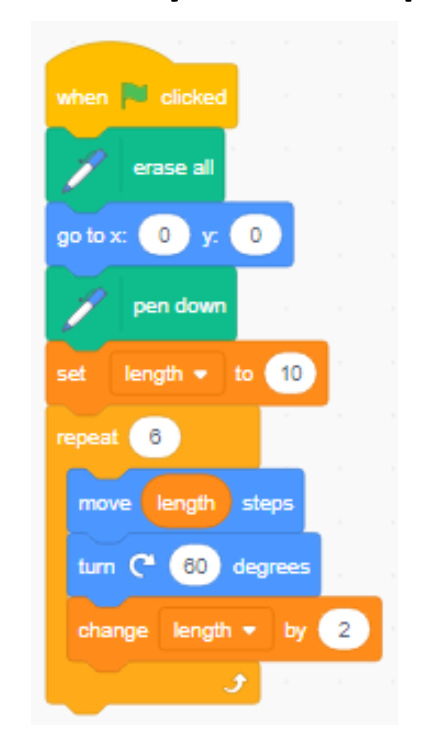 when clicked
erase all
go to x: 0 y: 0
pen down
set length to 10
repeat 6
move length steps
turn 60 degrees
change length by 2